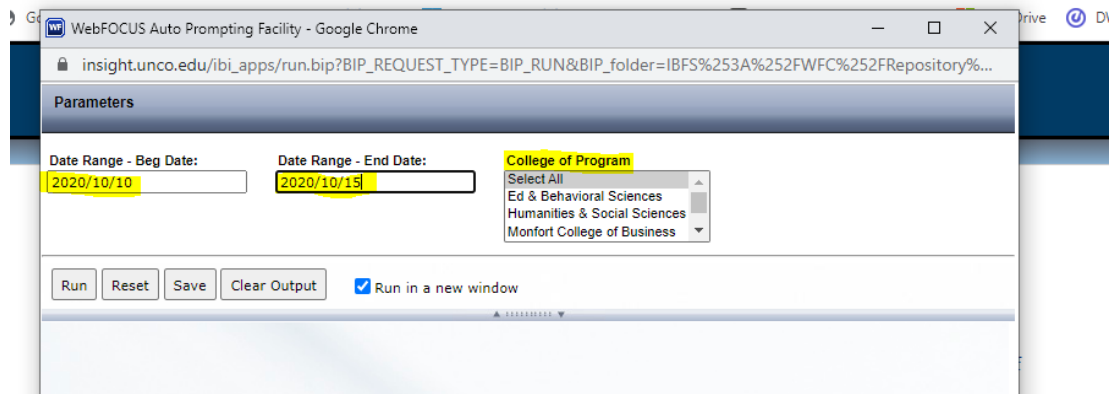 WF WebFOCUS Auto Prompting Facility - Google Chrome
Drive
insight.unco.edu/ibi_apps/run.bip?BIP_REQUEST_TYPE=BIP_RUN&BIP_folder=IBFS%253A%252FWFC%252FRepository%...
Parameters
Date Range - Beg Date: Date Range - End Date: College of Program
2020/10/10 2020/10/15 Select All
Ed & Behavioral Sciences
Humanities & Social Sciences
Monfort College of Business
Run Reset Save Clear Output Run in a new window